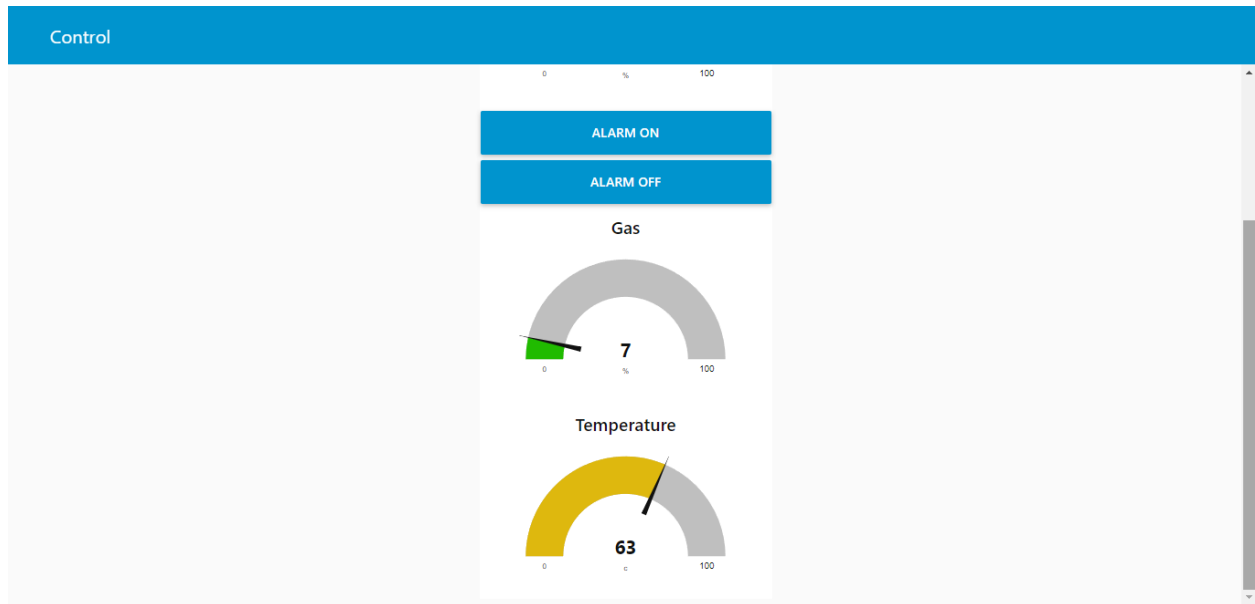 Control
0 % 100
ALARM ON
ALARM OFF
Gas
7
0 % 100
Temperature
63
0 c 100